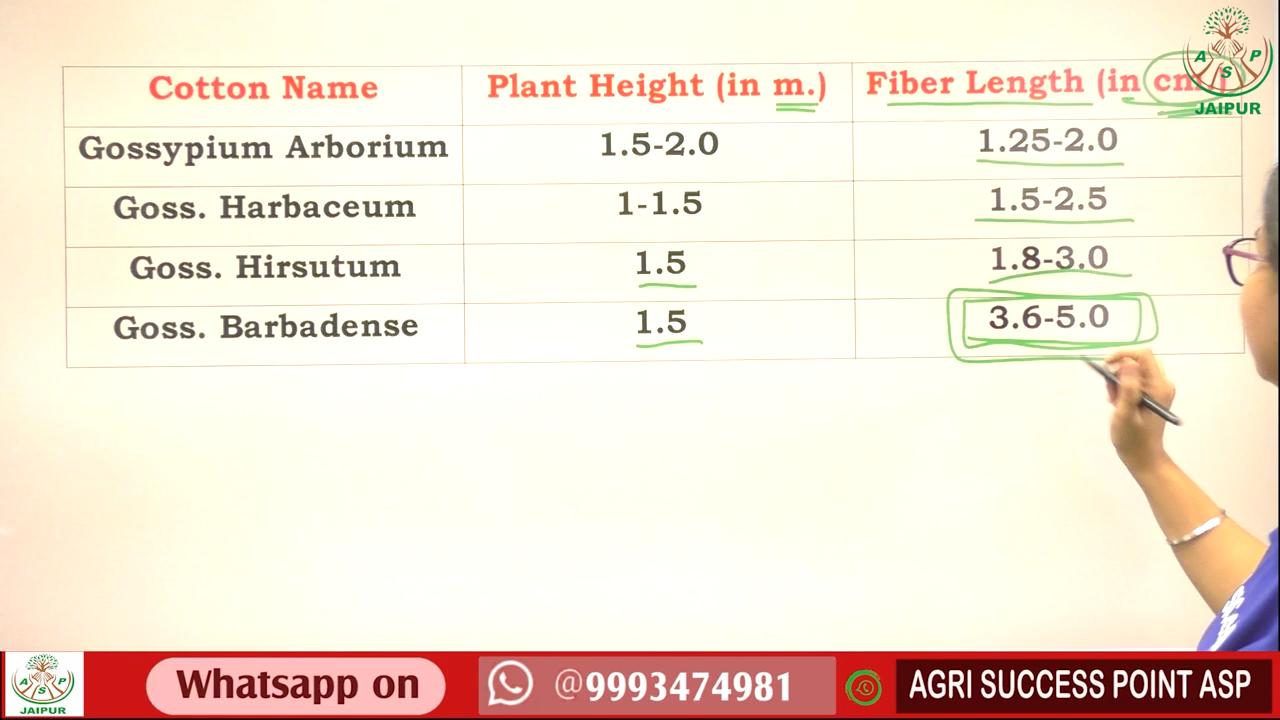 Cotton Name Plant Height (in m.) Fiber Length (in cm
Gossypium Arborium 1.5-2.0 1.25-2.0
Goss. Harbaceum 1-1.5 1.5-2.5
Goss. Hirsutum 1.5 1.8-3.0
Goss. Barbadense 1.5 3.6-5.0
A S P
JAIPUR
A S P
JAIPUR
Whatsapp on @9993474981 AGRI SUCCESS POINT ASP